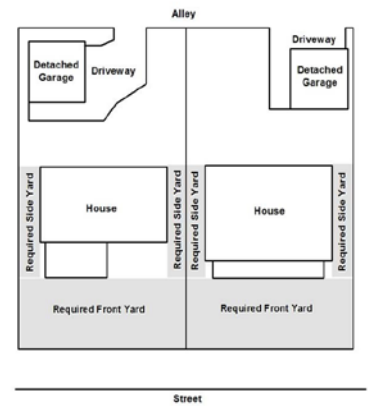 Alley
Driveway
Detached
Garage
Driveway
Detached
Garage
Required Side Yard
House
Required Side Yard
Required Side Yard
House
Required Side Yard
Required Front Yard
Required Front Yard
Street